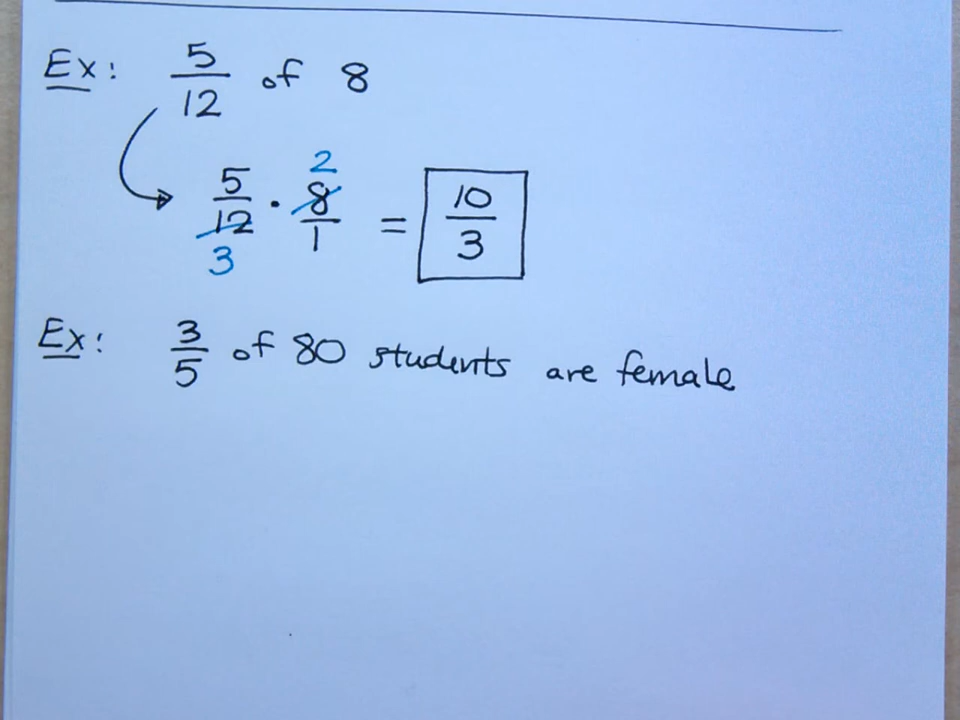 Ex: 5/12 of 8
5/12 · 8/1 = 10/3
2
3
Ex: 3/5 of 80 students are female